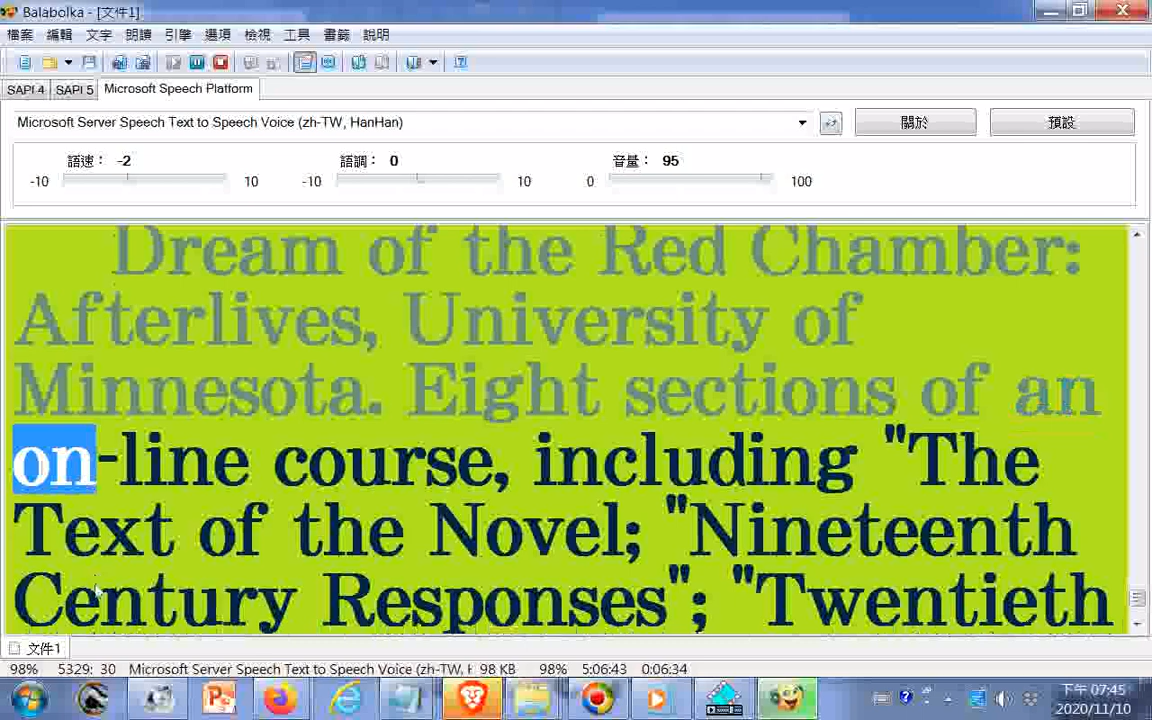 Balabolka - [文件1]
檔案 編輯 文字 朗讀 引擎 選項 檢視 工具 書籤 說明
SAPI 4 SAPI 5 Microsoft Speech Platform
Microsoft Server Speech Text to Speech Voice (zh-TW, HanHan) 關於 預設
語速： -2 語調： 0 音量： 95
-10 10 -10 10 0 100
Dream of the Red Chamber:
Afterlives, University of
Minnesota. Eight sections of an
on-line course, including "The
Text of the Novel; "Nineteenth
Century Responses"; "Twentieth
文件1
98% 5329: 30 Microsoft Server Speech Text to Speech Voice (zh-TW, 98 KB 98% 5:06:43 0:06:34
下午 07:45
2020/11/10